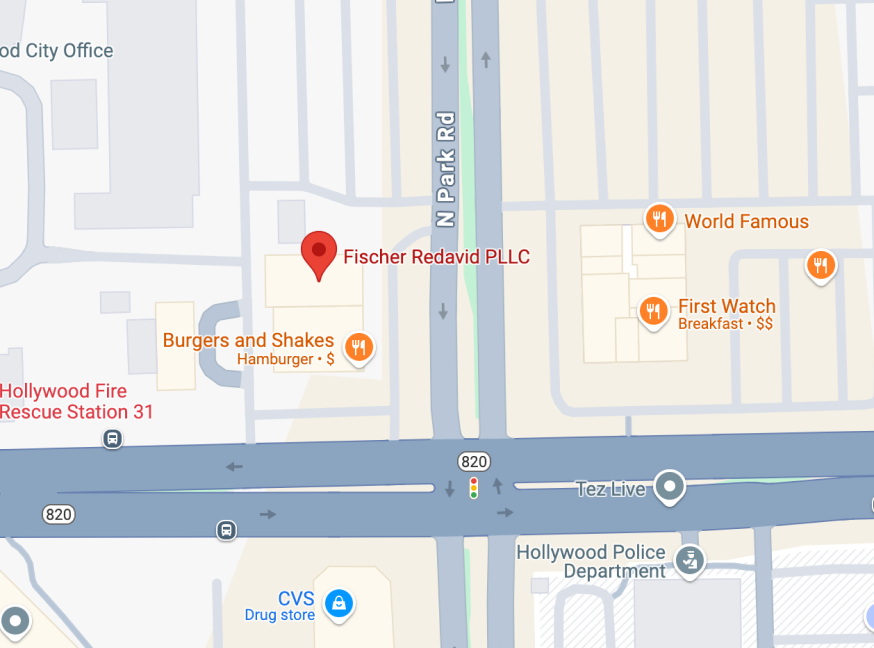 od City Office
N Park Rd
World Famous
Fischer Redavid PLLC
First Watch
Breakfast • $$
Burgers and Shakes
Hamburger • $
Hollywood Fire
Rescue Station 31
820
Tez Live
820
Hollywood Police
Department
CVS
Drug store